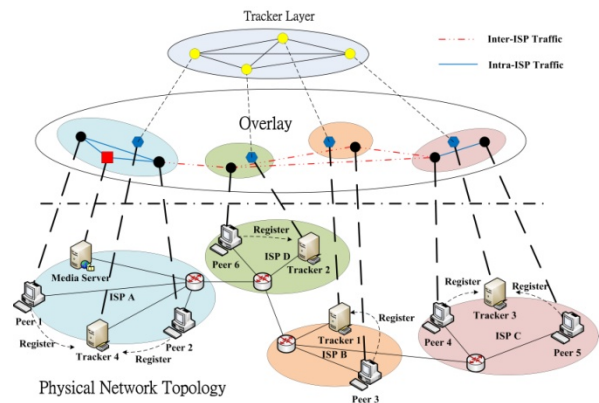 Tracker Layer
Inter-ISP Traffic
Intra-ISP Traffic
Overlay
Register
Peer 6
ISP D
Tracker 2
Media Server
ISP A
Peer 1
Register
Tracker 4
Register
Peer 2
Tracker 1
Register
ISP B
Peer 3
Register
Tracker 3
Register
Peer 4
ISP C
Peer 5
Physical Network Topology